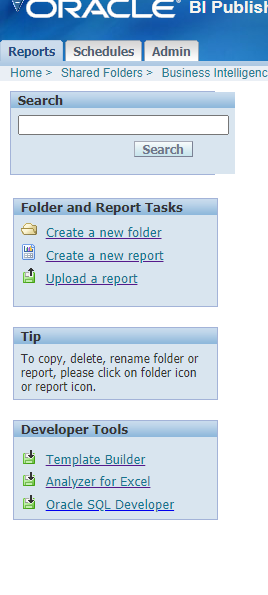 ORACLE BI Publish
Reports Schedules Admin
Home > Shared Folders > Business Intelligenc
Search
Search
Folder and Report Tasks
Create a new folder
Create a new report
Upload a report
Tip
To copy, delete, rename folder or
report, please click on folder icon
or report icon.
Developer Tools
Template Builder
Analyzer for Excel
Oracle SQL Developer